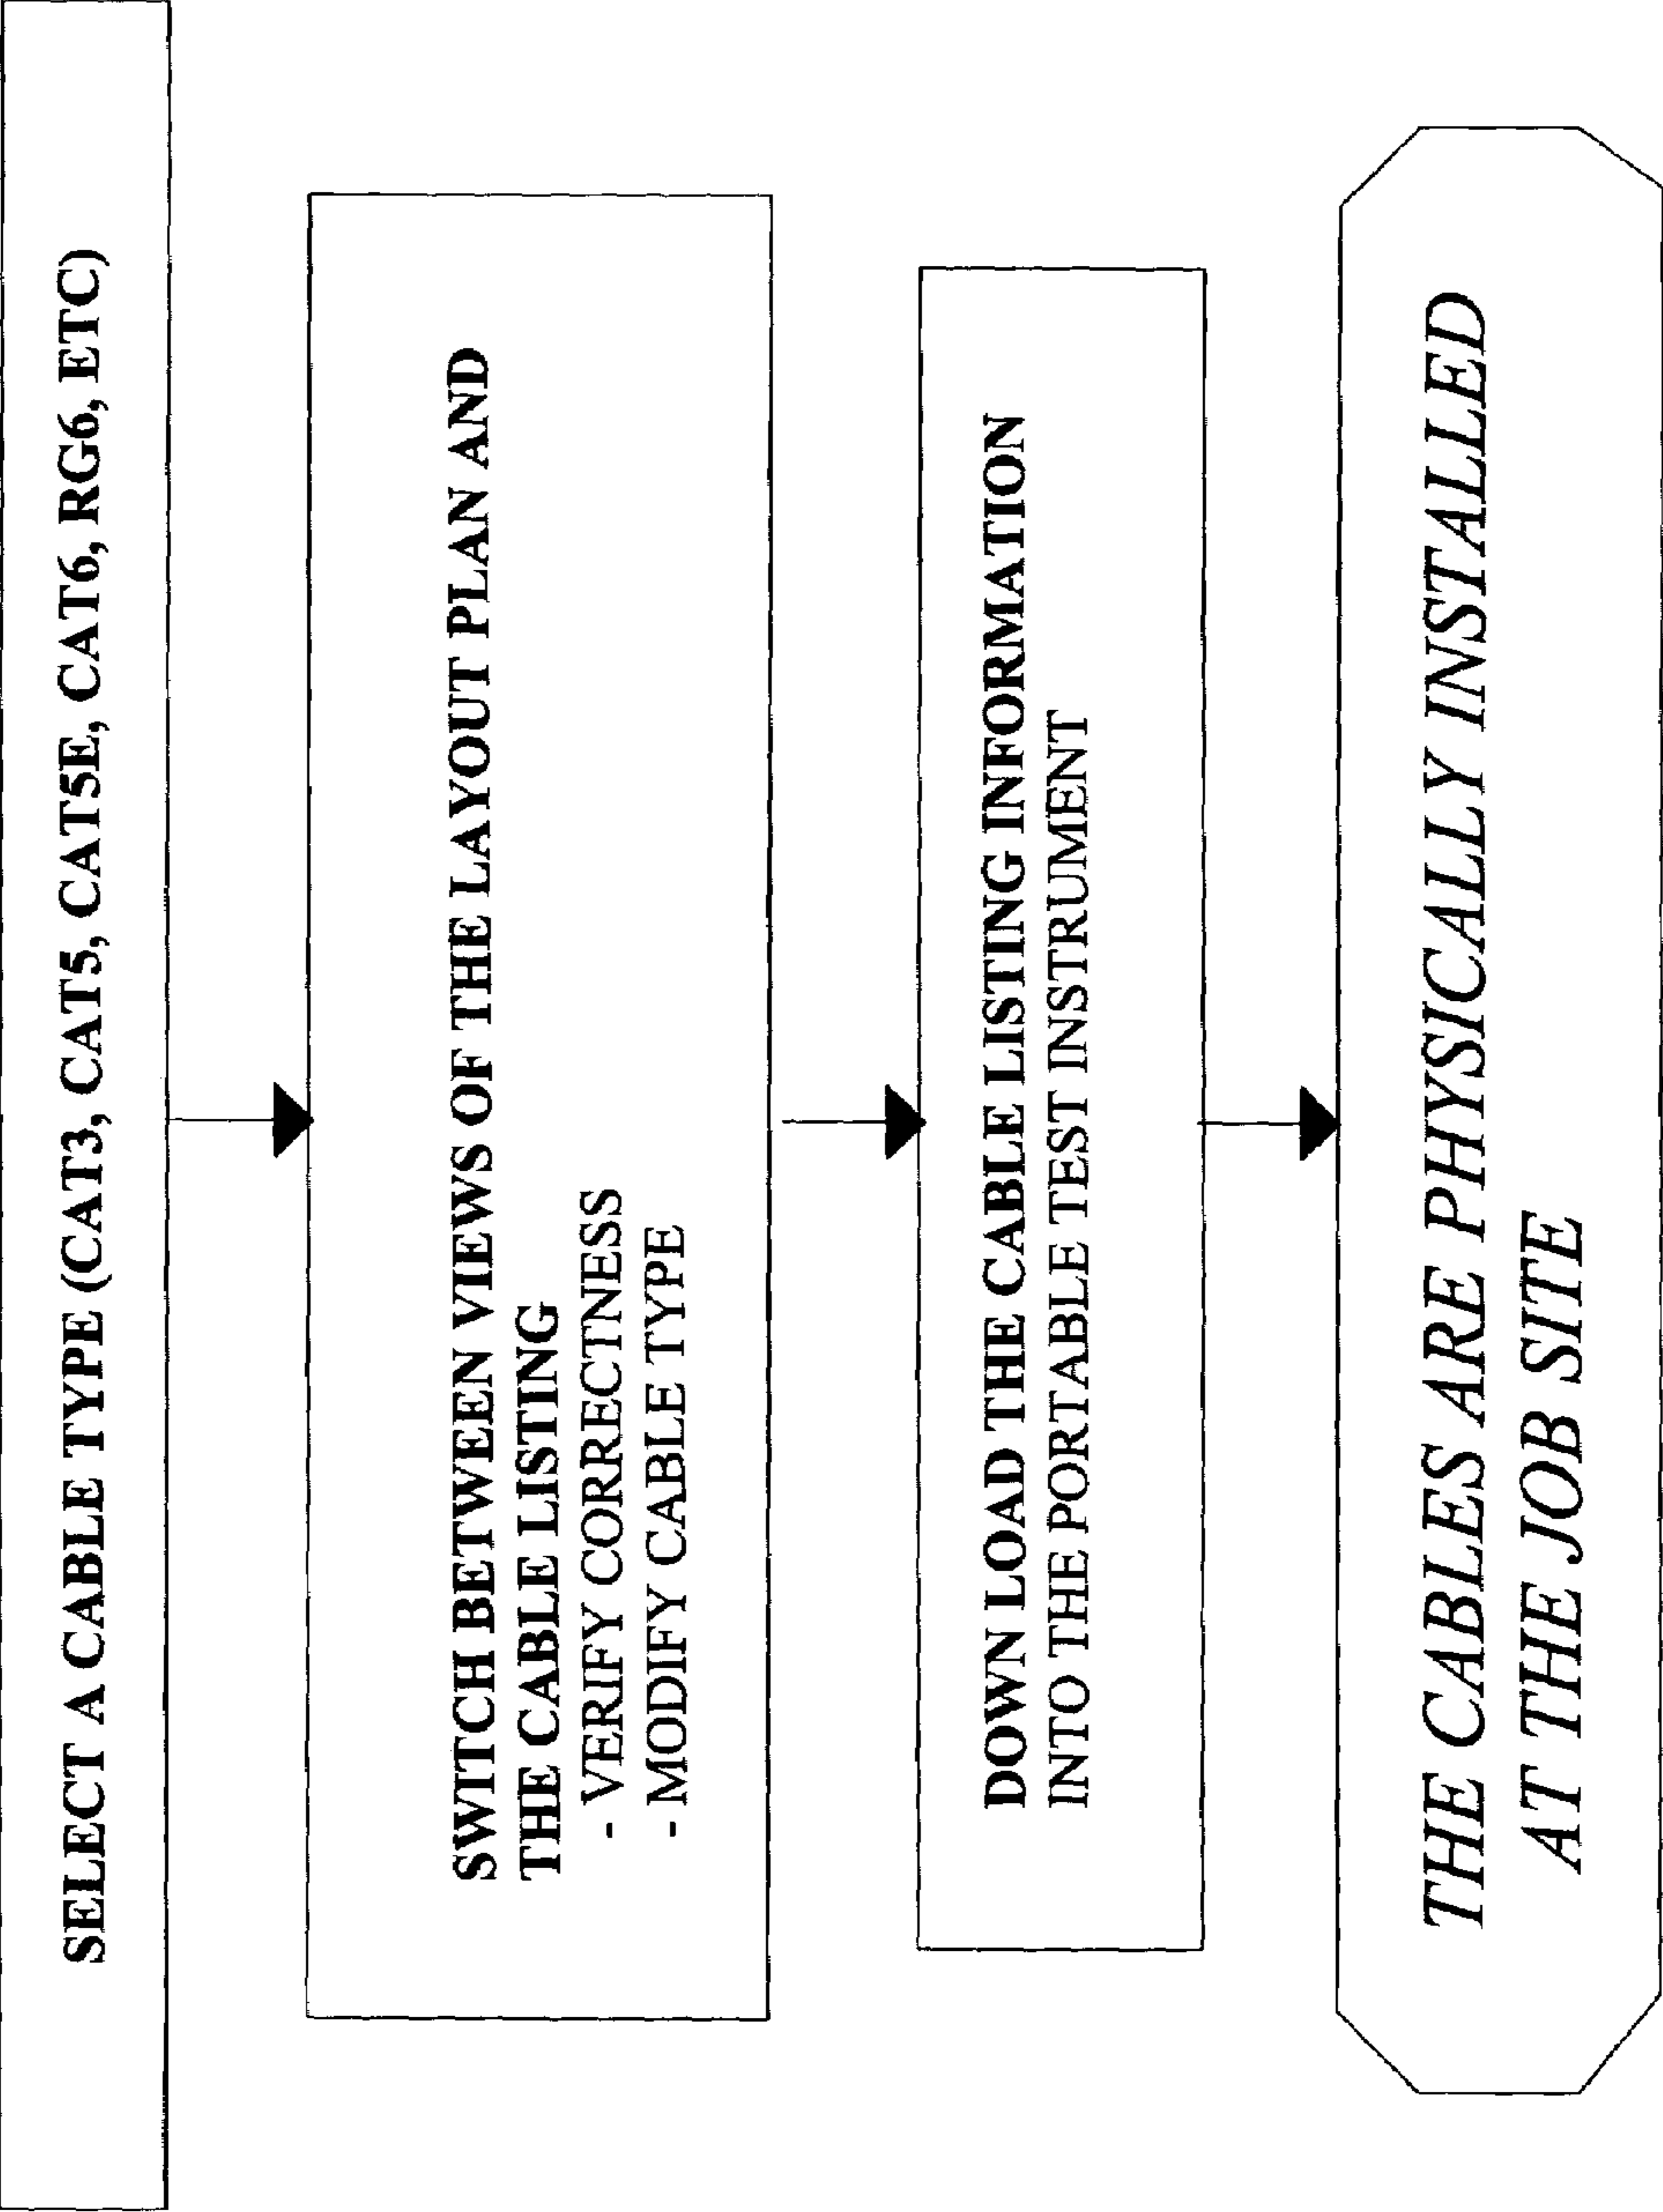 SELECT A CABLE TYPE (CAT3, CAT5, CAT5E, CAT6, RG6, ETC)
SWITCH BETWEEN VIEWS OF THE LAYOUT PLAN AND
THE CABLE LISTING
- VERIFY CORRECTNESS
- MODIFY CABLE TYPE
DOWN LOAD THE CABLE LISTING INFORMATION
INTO THE PORTABLE TEST INSTRUMENT
THE CABLES ARE PHYSICALLY INSTALLED
AT THE JOB SITE